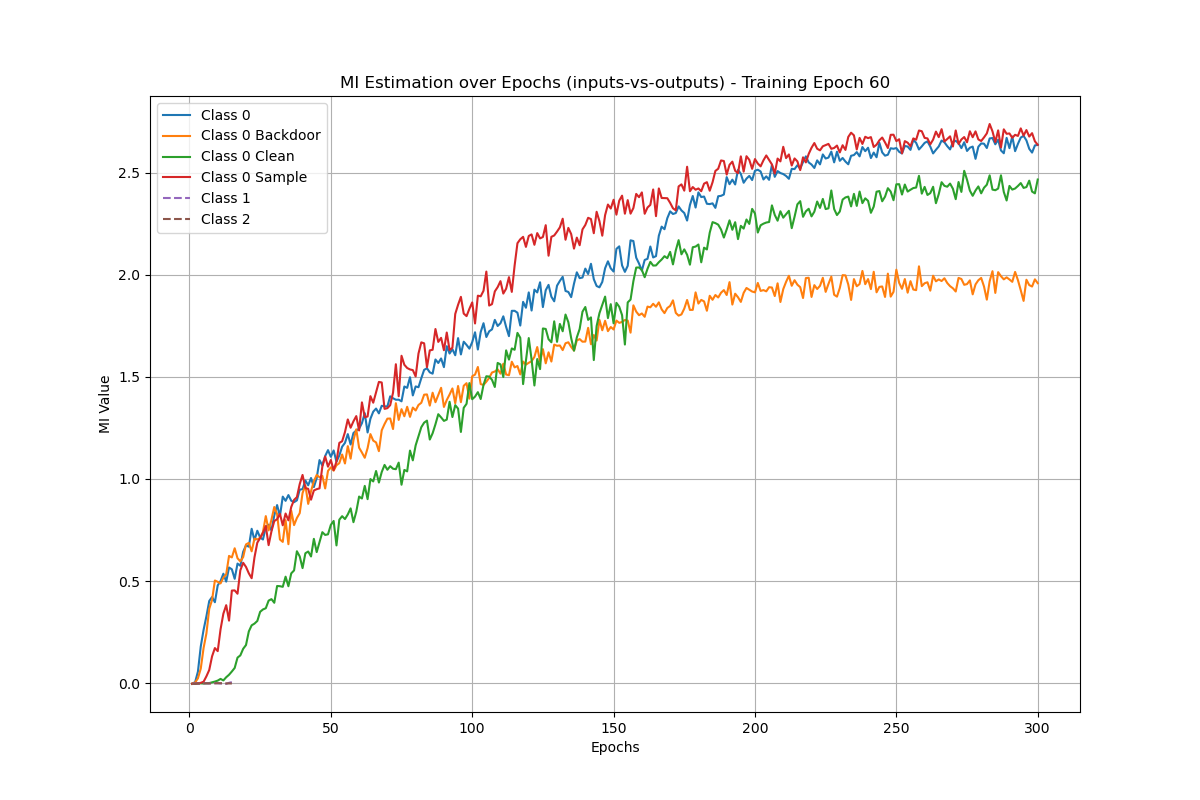 MI Estimation over Epochs (inputs-vs-outputs) - Training Epoch 60
Class 0
Class 0 Backdoor
Class 0 Clean
Class 0 Sample
Class 1
Class 2
MI Value
2.5
2.0
1.5
1.0
0.5
0.0
0
50
100
150
200
250
300
Epochs